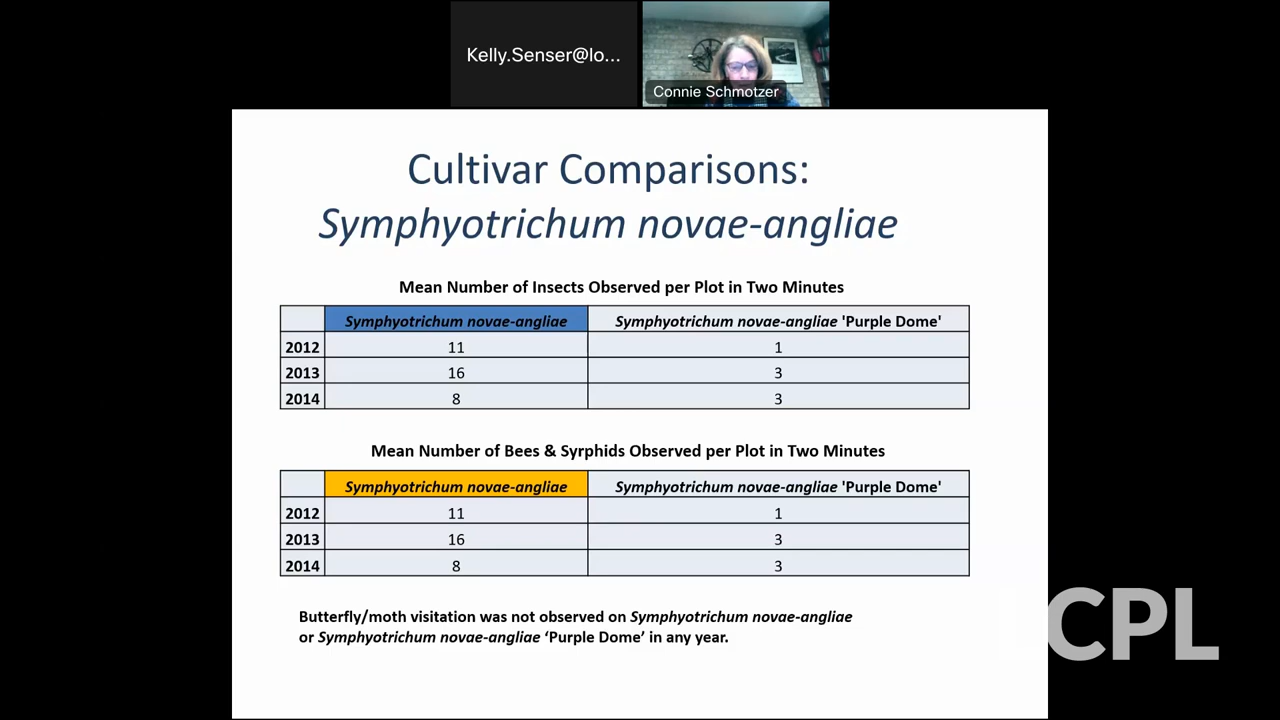 Kelly.Senser@lo...
Connie Schmotzer
Cultivar Comparisons:
Symphyotrichum novae-angliae
Mean Number of Insects Observed per Plot in Two Minutes
Symphyotrichum novae-angliae Symphyotrichum novae-angliae 'Purple Dome'
2012 11 1
2013 16 3
2014 8 3
Mean Number of Bees & Syrphids Observed per Plot in Two Minutes
Symphyotrichum novae-angliae Symphyotrichum novae-angliae 'Purple Dome'
2012 11 1
2013 16 3
2014 8 3
Butterfly/moth visitation was not observed on Symphyotrichum novae-angliae
or Symphyotrichum novae-angliae ‘Purple Dome’ in any year.
LCPL